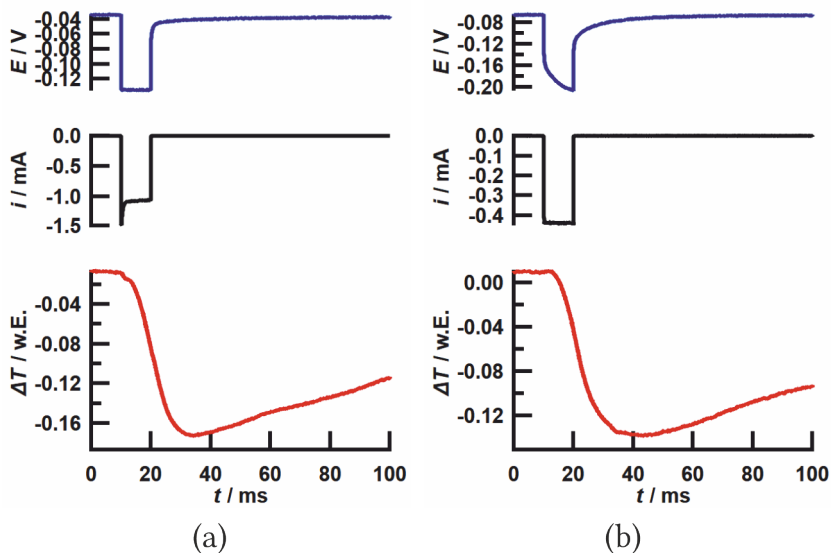 E / V
-0.04
-0.06
-0.08
-0.10
-0.12
i / mA
0.0
-0.5
-1.0
-1.5
ΔT / w.E.
-0.04
-0.08
-0.12
-0.16
0 20 40 60 80 100
t / ms
(a)
E / V
-0.08
-0.12
-0.16
-0.20
i / mA
0.0
-0.1
-0.2
-0.3
-0.4
ΔT / w.E.
0.00
-0.04
-0.08
-0.12
0 20 40 60 80 100
t / ms
(b)